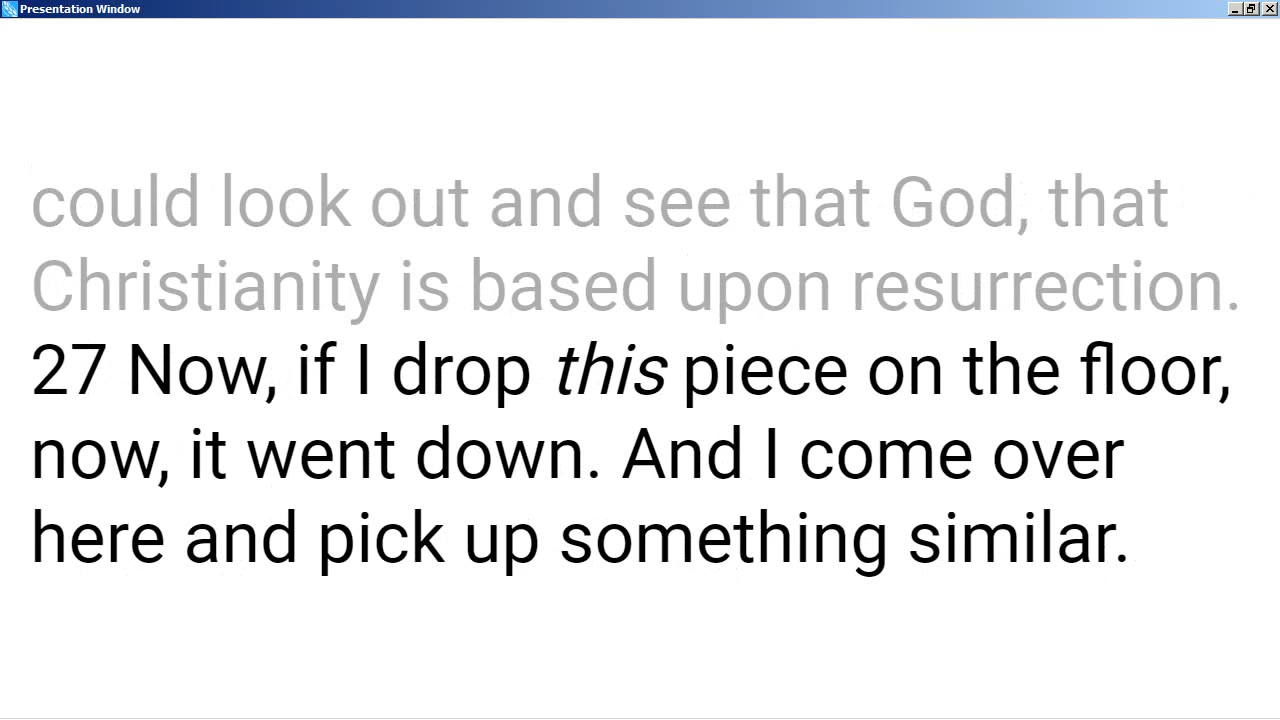 Presentation Window
could look out and see that God, that
Christianity is based upon resurrection.
27 Now, if I drop this piece on the floor,
now, it went down. And I come over
here and pick up something similar.